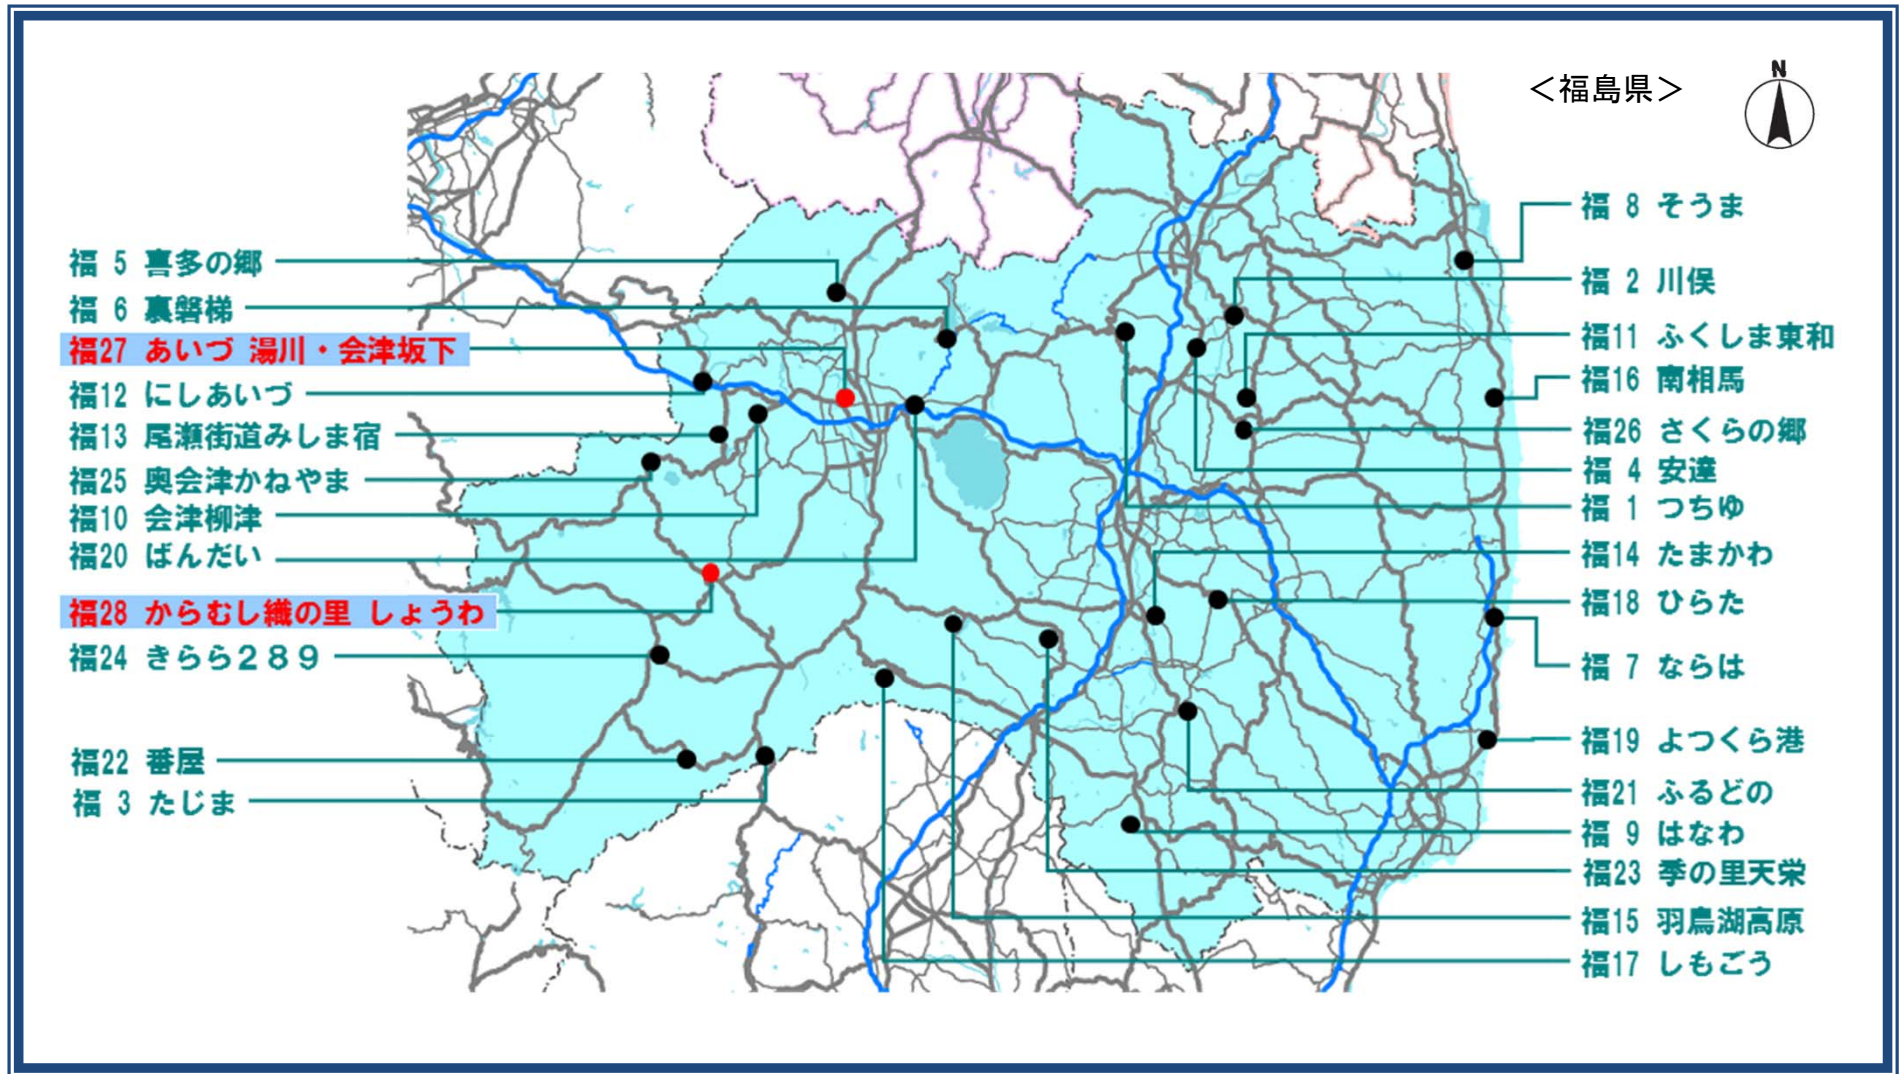 ＜福島県＞
N
福 5 喜多の郷
福 6 裏磐梯
福27 あいづ 湯川・会津坂下
福12 にしあいづ
福13 尾瀬街道みしま宿
福25 奥会津かねやま
福10 会津柳津
福20 ばんだい
福28 からむし織の里 しょうわ
福24 きらら２８９
福22 番屋
福 3 たじま
福 8 そうま
福 2 川俣
福11 ふくしま東和
福16 南相馬
福26 さくらの郷
福 4 安達
福 1 つちゆ
福14 たまかわ
福18 ひらた
福 7 ならは
福19 よつくら港
福21 ふるどの
福 9 はなわ
福23 季の里天栄
福15 羽鳥湖高原
福17 しもごう